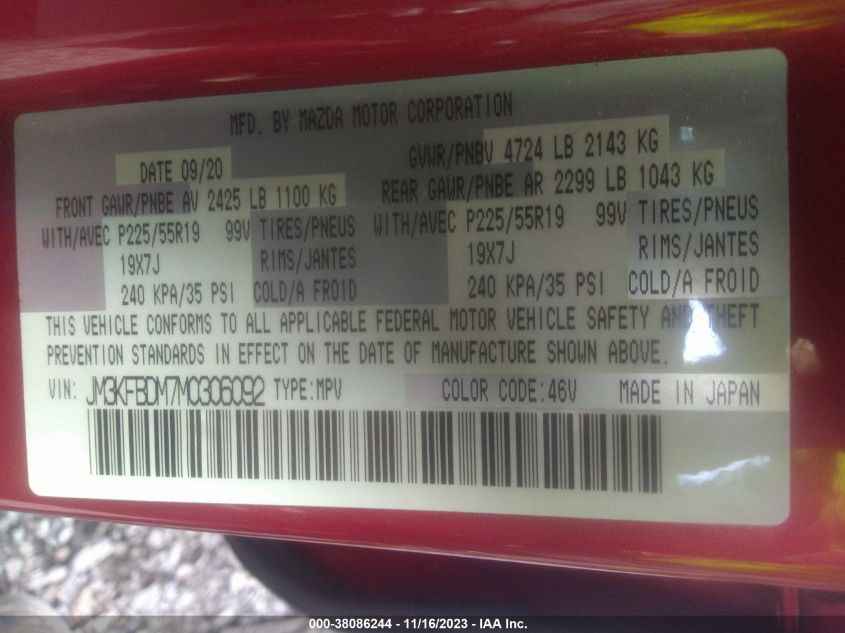 MFD. BY MAZDA MOTOR CORPORATION
DATE 09/20 GVWR/PNBV 4724 LB 2143 KG
FRONT GAWR/PNBE AV 2425 LB 1100 KG REAR GAWR/PNBE AR 2299 LB 1043 KG
WITH/AVEC P225/55R19 99V TIRES/PNEUS WITH/AVEC P225/55R19 99V TIRES/PNEUS
19X7J RIMS/JANTES 19X7J RIMS/JANTES
240 KPA/35 PSI COLD/A FROID 240 KPA/35 PSI COLD/A FROID
THIS VEHICLE CONFORMS TO ALL APPLICABLE FEDERAL MOTOR VEHICLE SAFETY AND THEFT
PREVENTION STANDARDS IN EFFECT ON THE DATE OF MANUFACTURE SHOWN ABOVE.
VIN: JM3KFBDM7M0306092 TYPE:MPV COLOR CODE:46V MADE IN JAPAN
000-38086244 - 11/16/2023 - IAA Inc.